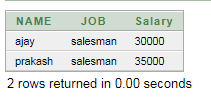 NAME JOB Salary
ajay salesman 30000
prakash salesman 35000
2 rows returned in 0.00 seconds